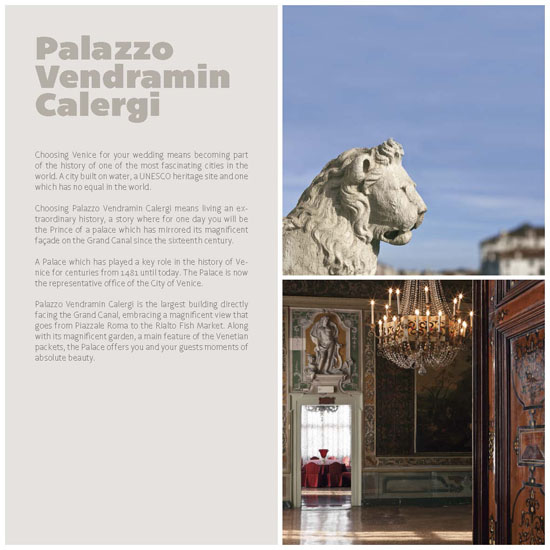 Palazzo
Vendramin
Calergi
Choosing Venice for your wedding means becoming part
of the history of one of the most fascinating cities in the
world. A city built on water, a UNESCO heritage site and one
which has no equal in the world.
Choosing Palazzo Vendramin Calergi means living an ex-
traordinary history, a story where for one day you will be
the Prince of a palace which has mirrored its magnificent
façade on the Grand Canal since the sixteenth century.
A Palace which has played a key role in the history of Ve-
nice for centuries from 1481 until today. The Palace is now
the representative office of the City of Venice.
Palazzo Vendramin Calergi is the largest building directly
facing the Grand Canal, embracing a magnificent view that
goes from Piazzale Roma to the Rialto Fish Market. Along
with its magnificent garden, a main feature of the Venetian
packets, the Palace offers you and your guests moments of
absolute beauty.